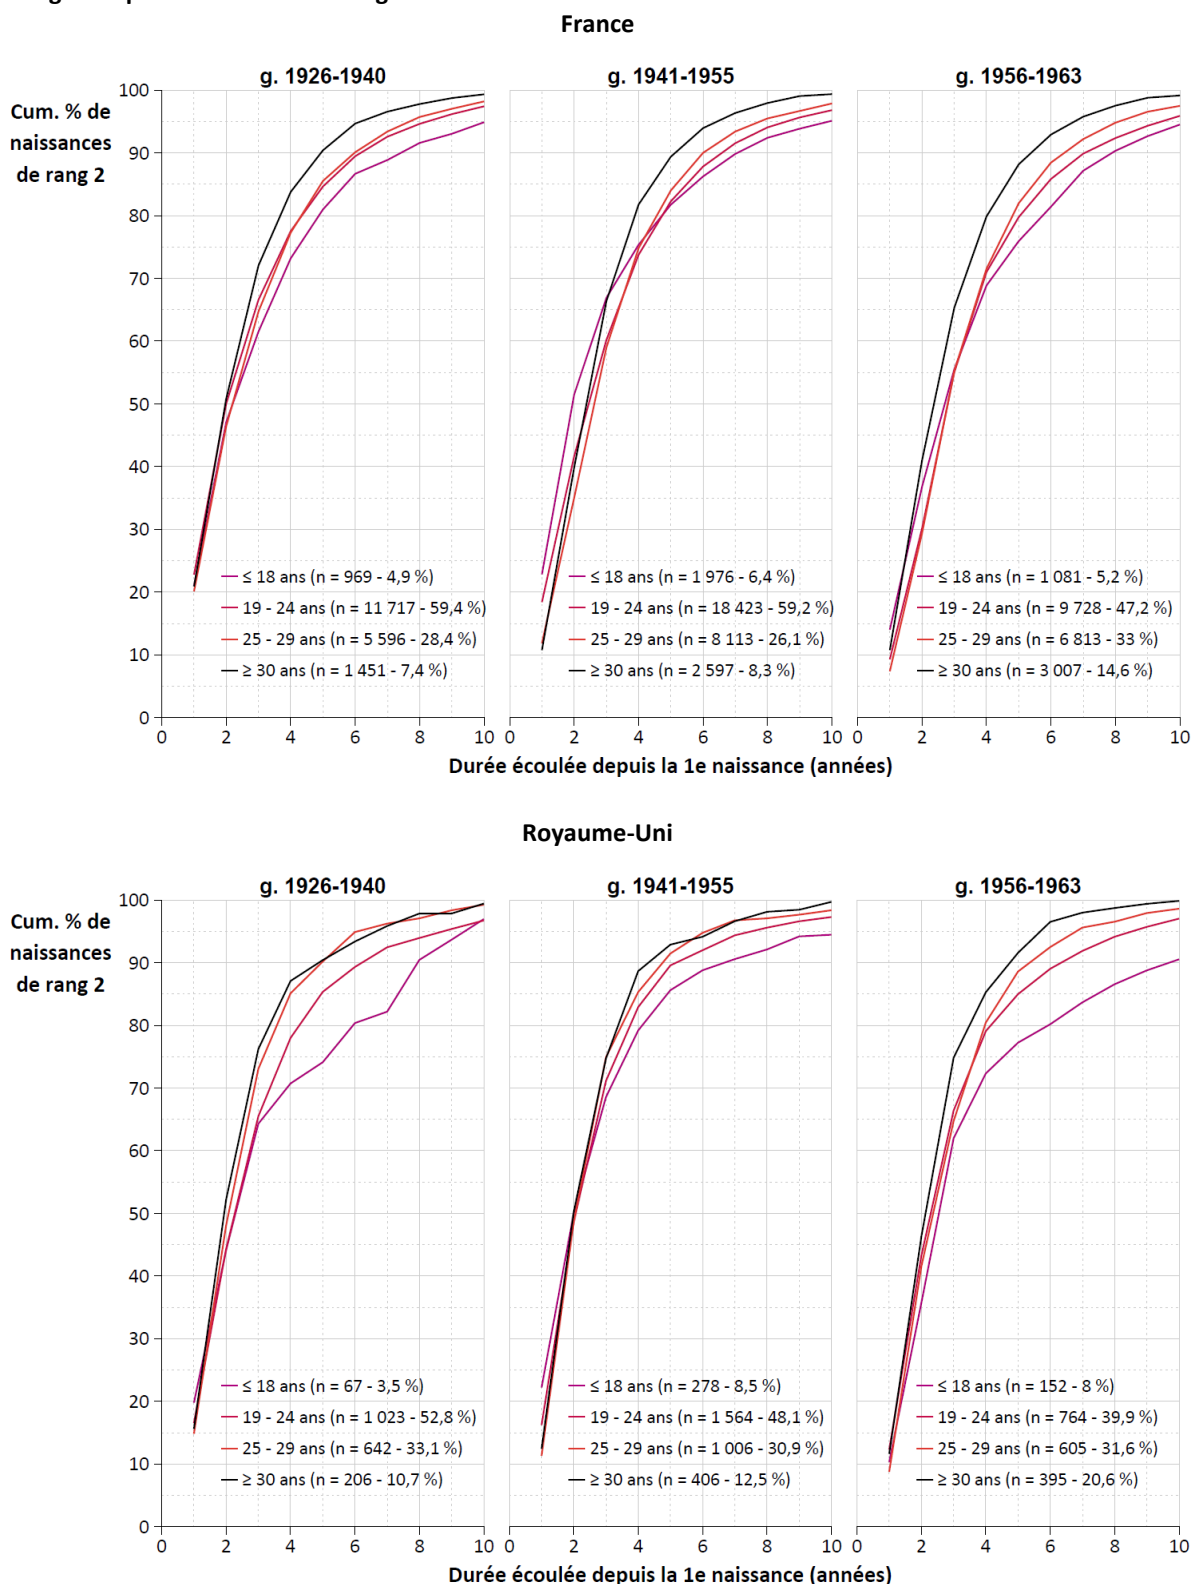 France
g. 1926-1940
g. 1941-1955
g. 1956-1963
Cum. % de
naissances
de rang 2
100
90
80
70
60
50
40
30
20
10
0
≤ 18 ans (n = 969 - 4,9 %)
19 - 24 ans (n = 11 717 - 59,4 %)
25 - 29 ans (n = 5 596 - 28,4 %)
≥ 30 ans (n = 1 451 - 7,4 %)
≤ 18 ans (n = 1 976 - 6,4 %)
19 - 24 ans (n = 18 423 - 59,2 %)
25 - 29 ans (n = 8 113 - 26,1 %)
≥ 30 ans (n = 2 597 - 8,3 %)
≤ 18 ans (n = 1 081 - 5,2 %)
19 - 24 ans (n = 9 728 - 47,2 %)
25 - 29 ans (n = 6 813 - 33 %)
≥ 30 ans (n = 3 007 - 14,6 %)
0 2 4 6 8 10
0 2 4 6 8 10
0 2 4 6 8 10
Durée écoulée depuis la 1e naissance (années)
Royaume-Uni
g. 1926-1940
g. 1941-1955
g. 1956-1963
Cum. % de
naissances
de rang 2
100
90
80
70
60
50
40
30
20
10
0
≤ 18 ans (n = 67 - 3,5 %)
19 - 24 ans (n = 1 023 - 52,8 %)
25 - 29 ans (n = 642 - 33,1 %)
≥ 30 ans (n = 206 - 10,7 %)
≤ 18 ans (n = 278 - 8,5 %)
19 - 24 ans (n = 1 564 - 48,1 %)
25 - 29 ans (n = 1 006 - 30,9 %)
≥ 30 ans (n = 406 - 12,5 %)
≤ 18 ans (n = 152 - 8 %)
19 - 24 ans (n = 764 - 39,9 %)
25 - 29 ans (n = 605 - 31,6 %)
≥ 30 ans (n = 395 - 20,6 %)
0 2 4 6 8 10
0 2 4 6 8 10
0 2 4 6 8 10
Durée écoulée depuis la 1e naissance (années)